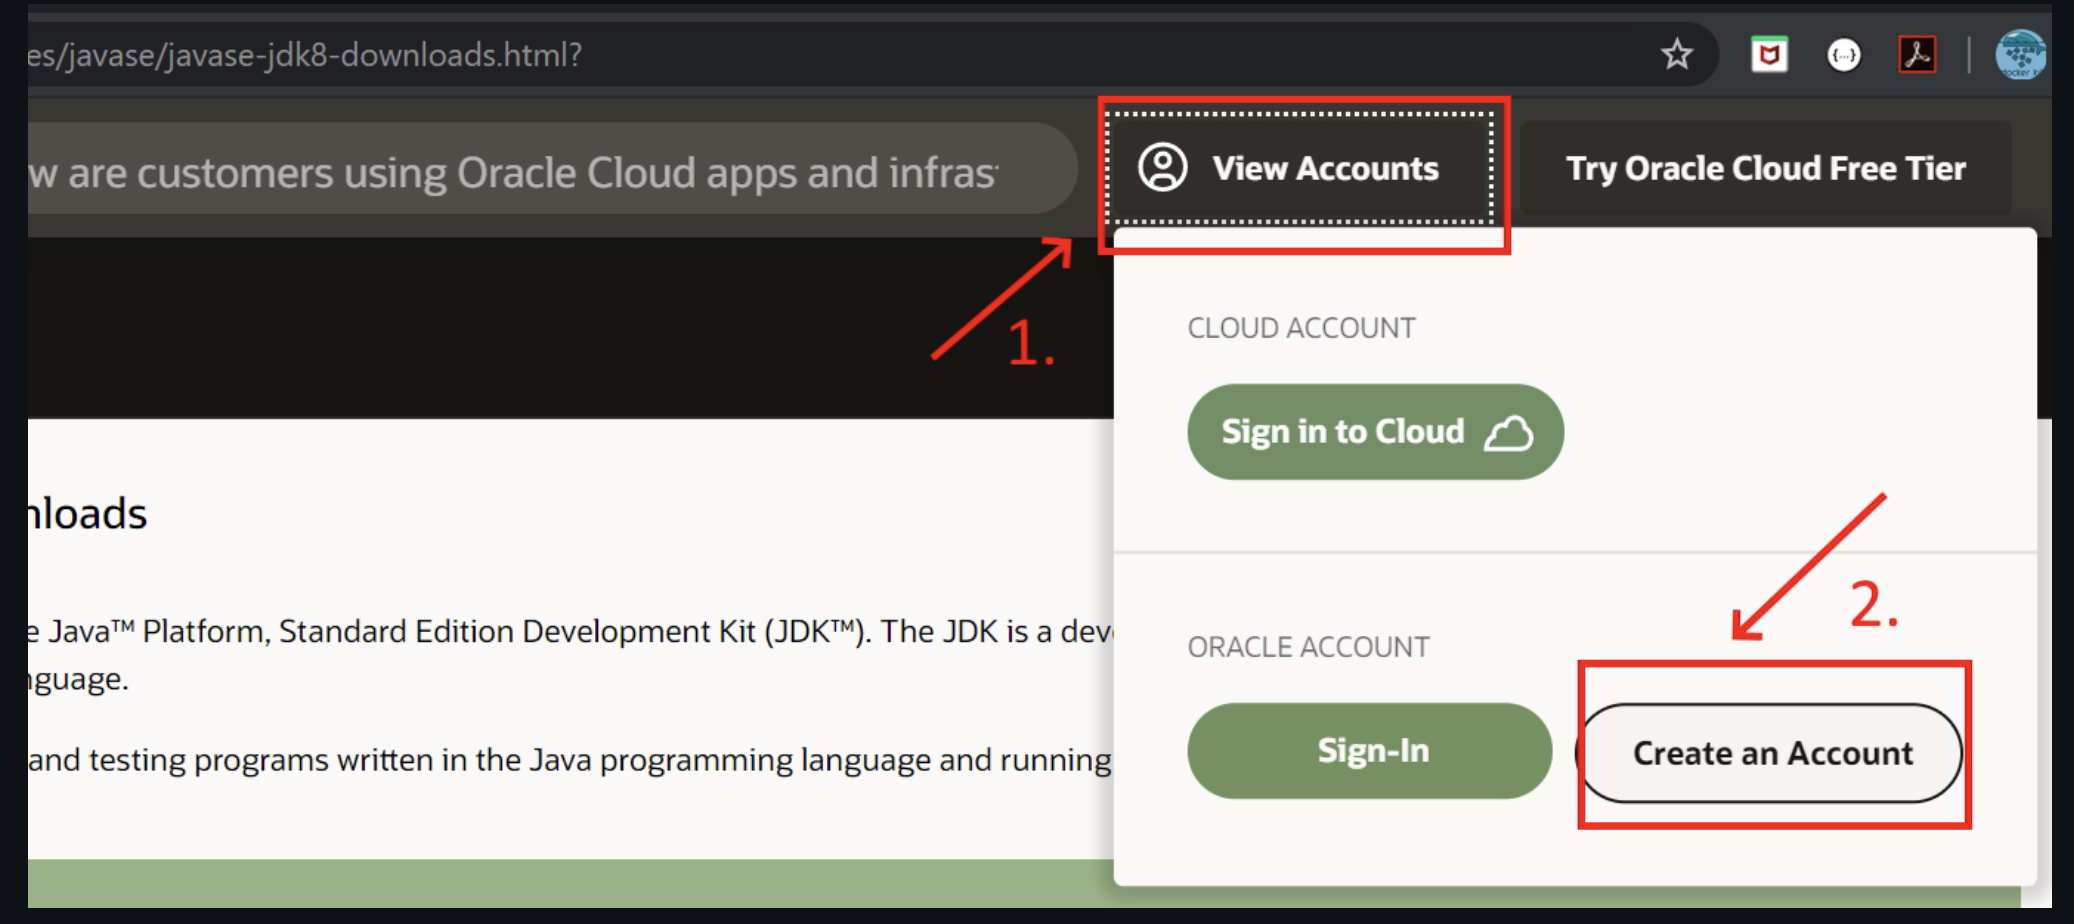 es/javase/javase-jdk8-downloads.html?
w are customers using Oracle Cloud apps and infras
View Accounts
Try Oracle Cloud Free Tier
1.
CLOUD ACCOUNT
Sign in to Cloud
nloads
2.
e Java™ Platform, Standard Edition Development Kit (JDK™). The JDK is a dev
ORACLE ACCOUNT
nguage.
Sign-In
Create an Account
and testing programs written in the Java programming language and running